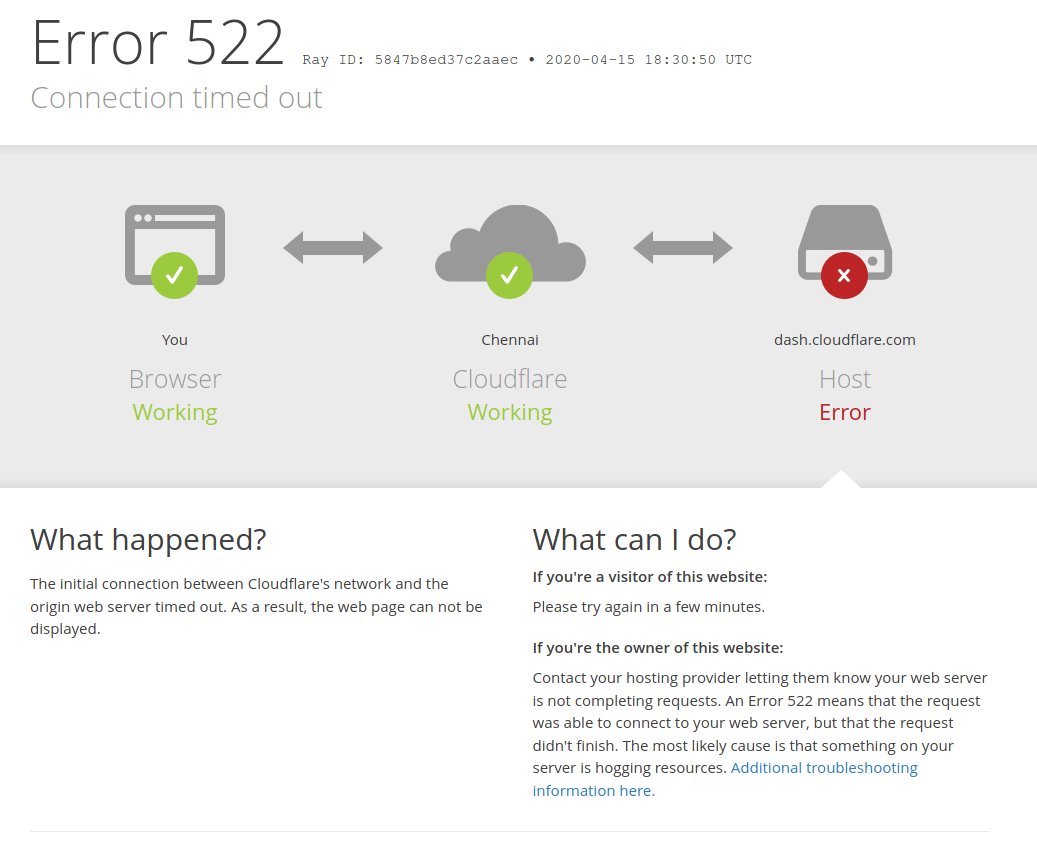 Error 522 Ray ID: 5847b8ed37c2aaec • 2020-04-15 18:30:50 UTC
Connection timed out
You
Browser
Working
Chennai
Cloudflare
Working
dash.cloudflare.com
Host
Error
What happened?
The initial connection between Cloudflare's network and the
origin web server timed out. As a result, the web page can not be
displayed.
What can I do?
If you're a visitor of this website:
Please try again in a few minutes.
If you're the owner of this website:
Contact your hosting provider letting them know your web server
is not completing requests. An Error 522 means that the request
was able to connect to your web server, but that the request
didn't finish. The most likely cause is that something on your
server is hogging resources. Additional troubleshooting
information here.